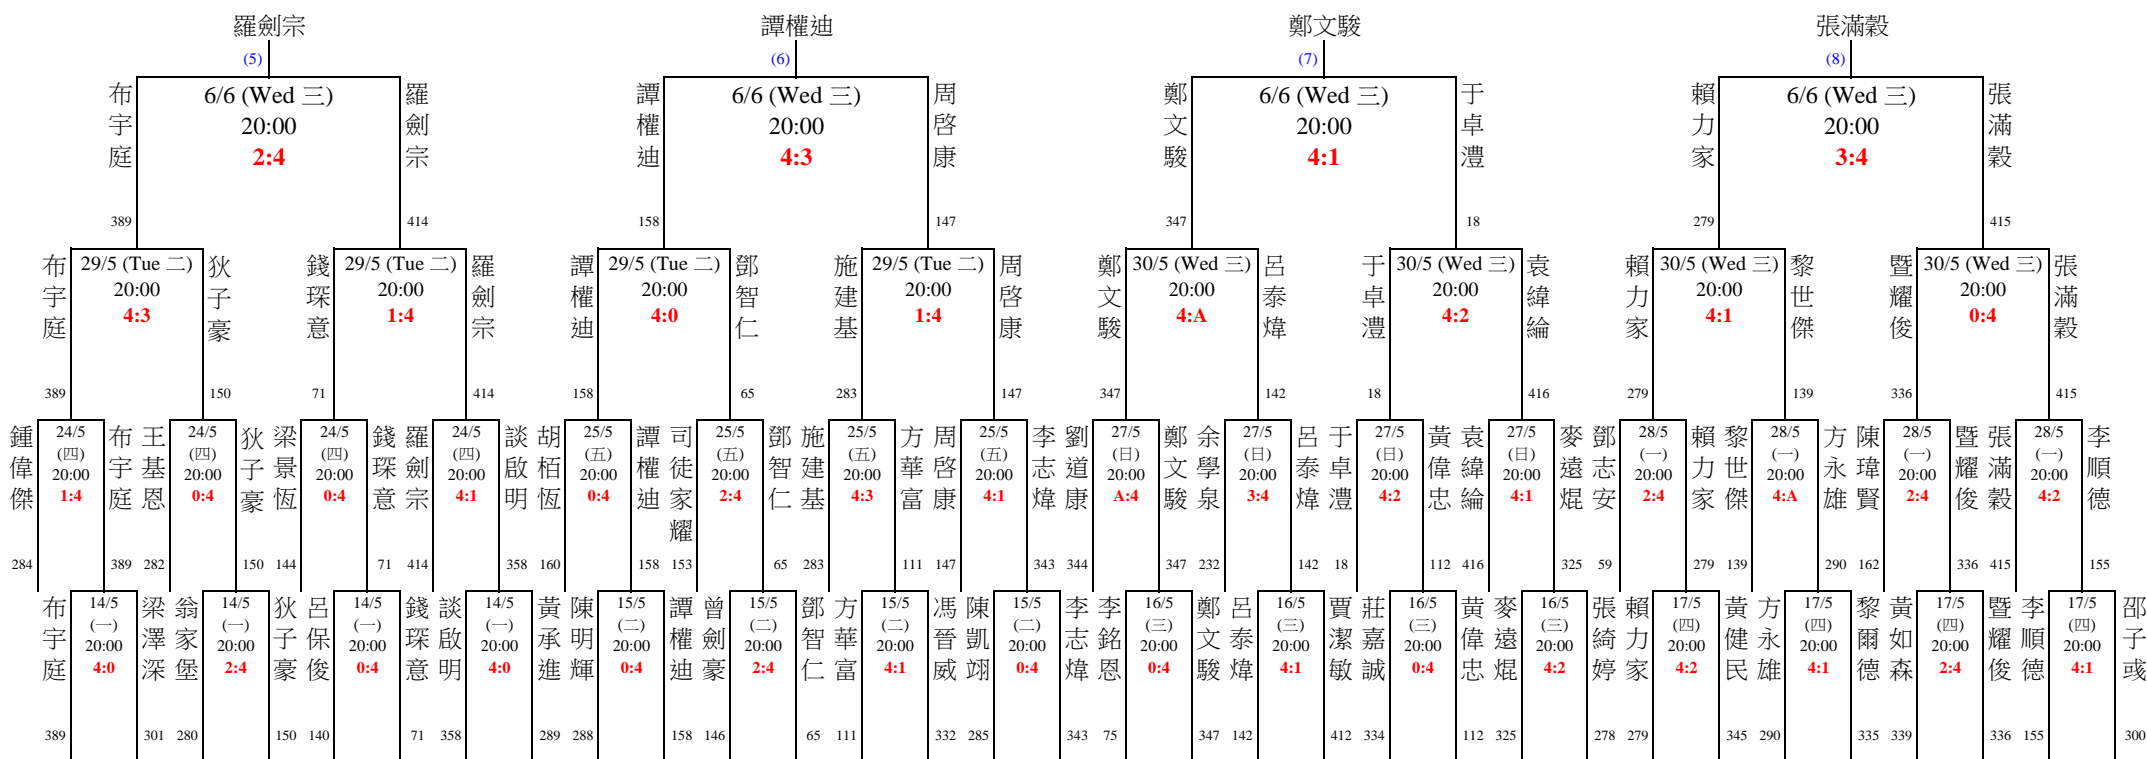 羅劍宗 譚權迪 鄭文駿 張滿穀
(5) (6) (7) (8)
布宇庭 6/6 (Wed 三) 羅劍宗 譚權迪 6/6 (Wed 三) 周啓康 鄭文駿 6/6 (Wed 三) 于卓澧 賴力家 6/6 (Wed 三) 張滿穀
20:00 20:00 20:00 20:00
2:4 4:3 4:1 3:4
389 414 158 147 347 18 279 415
布宇庭 29/5 (Tue 二) 狄子豪 錢琛意 29/5 (Tue 二) 羅劍宗 譚權迪 29/5 (Tue 二) 鄧智仁 施建基 29/5 (Tue 二) 周啓康 鄭文駿 30/5 (Wed 三) 呂泰煒 于卓澧 30/5 (Wed 三) 袁緯綸 賴力家 30/5 (Wed 三) 黎世傑 暨耀俊 30/5 (Wed 三) 張滿穀
20:00 20:00 20:00 20:00 20:00 20:00 20:00 20:00
4:3 1:4 4:0 1:4 4:A 4:2 4:1 0:4
389 150 71 414 158 65 283 147 347 142 18 416 279 139 336 415
鍾偉傑 24/5 布宇庭 王基恩 24/5 狄子豪 梁景恆 24/5 錢琛意 羅劍宗 24/5 談啟明 胡栢恆 25/5 譚權迪 司徒家耀 25/5 鄧智仁 施建基 25/5 方華富 周啓康 25/5 李志煒 劉道康 27/5 鄭文駿 余學泉 27/5 呂泰煒 于卓澧 27/5 黃偉忠 袁緯綸 27/5 麥遠焜 鄧志安 28/5 賴力家 黎世傑 28/5 方永雄 陳瑋賢 28/5 暨耀俊 張滿穀 28/5 李順德
(四) (四) (四) (四) (五) (五) (五) (五) (日) (日) (日) (日) (一) (一) (一) (一)
20:00 20:00 20:00 20:00 20:00 20:00 20:00 20:00 20:00 20:00 20:00 20:00 20:00 20:00 20:00 20:00
1:4 0:4 0:4 4:1 0:4 2:4 4:3 4:1 A:4 3:4 4:2 4:1 2:4 4:A 2:4 4:2
284 389 282 150 144 71 414 358 160 158 153 65 283 111 147 343 344 347 232 142 18 112 416 325 59 279 139 290 162 336 415 155
布宇庭 14/5 梁澤深 翁家堡 14/5 狄子豪 呂保俊 14/5 錢琛意 談啟明 14/5 黃承進 陳明輝 15/5 譚權迪 曾劍豪 15/5 鄧智仁 方華富 15/5 馮晉威 陳凱翊 15/5 李志煒 李銘恩 16/5 鄭文駿 呂泰煒 16/5 賈潔敏 莊嘉誠 16/5 黃偉忠 麥遠焜 16/5 張綺婷 賴力家 17/5 黃健民 方永雄 17/5 黎爾德 黃如森 17/5 暨耀俊 李順德 17/5 邵子彧
(一) (一) (一) (一) (二) (二) (二) (二) (三) (三) (三) (三) (四) (四) (四) (四)
20:00 20:00 20:00 20:00 20:00 20:00 20:00 20:00 20:00 20:00 20:00 20:00 20:00 20:00 20:00 20:00
4:0 2:4 0:4 4:0 0:4 2:4 4:1 0:4 0:4 4:1 0:4 4:2 4:2 4:1 2:4 4:1
389 301 280 150 140 71 358 289 288 158 146 65 111 332 285 343 75 347 142 412 334 112 325 278 279 345 290 335 339 336 155 300